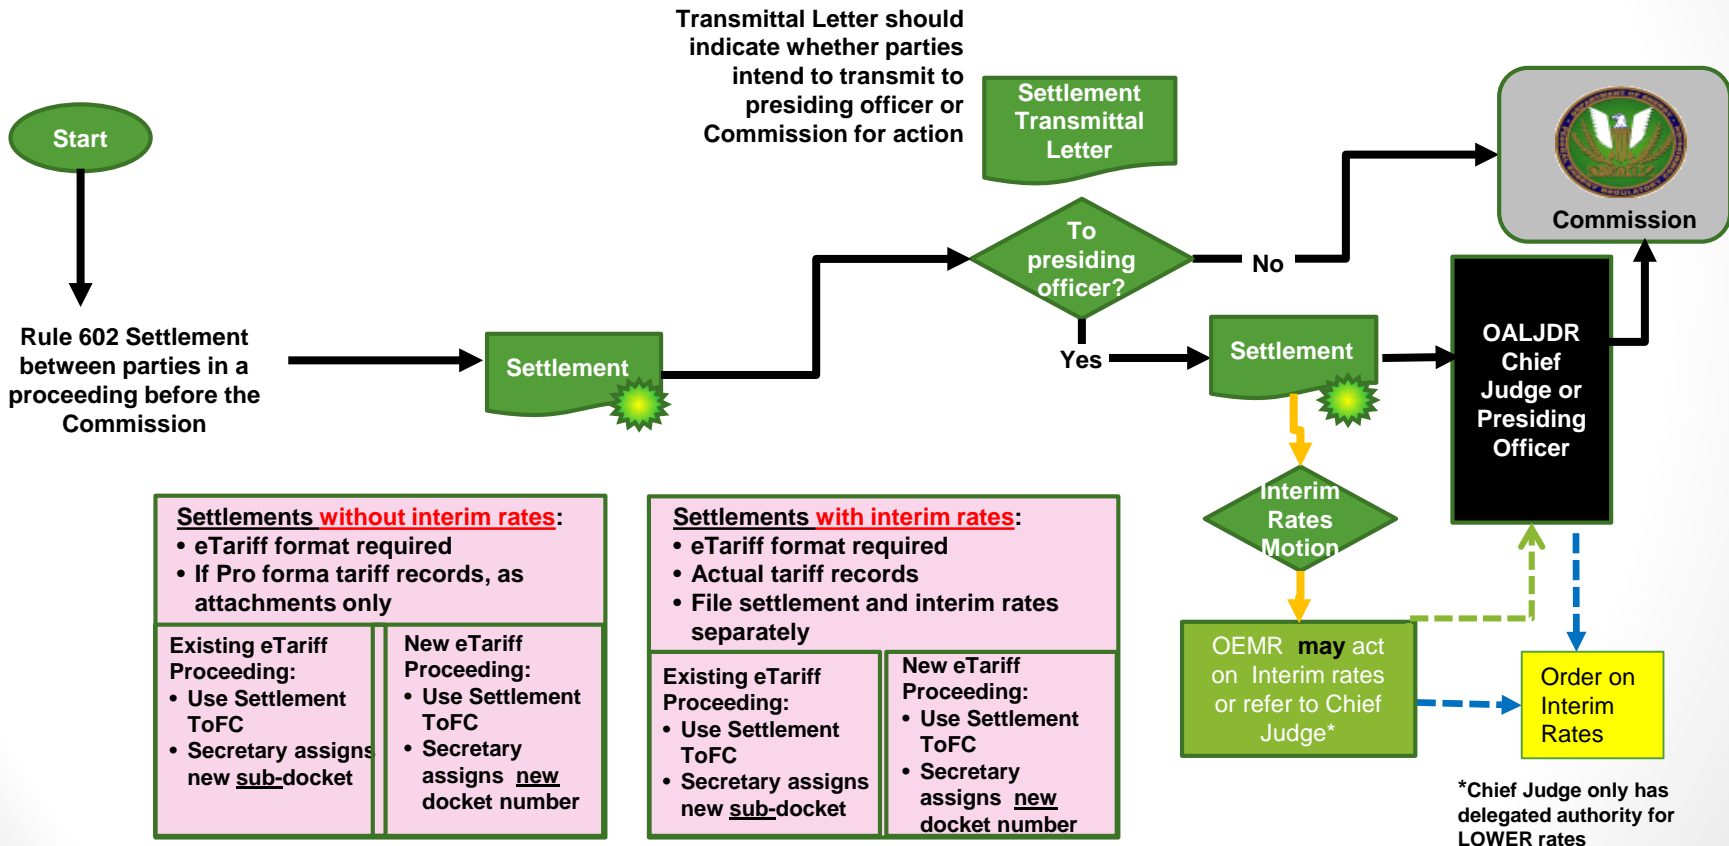 Transmittal Letter should
indicate whether parties
intend to transmit to
presiding officer or
Commission for action
Settlement
Transmittal
Letter
Start
Commission
To
presiding
officer?
No
Yes
Rule 602 Settlement
between parties in a
proceeding before the
Commission
Settlement
Settlement
OALJDR
Chief
Judge or
Presiding
Officer
Interim
Rates
Motion
Settlements without interim rates:
• eTariff format required
• If Pro forma tariff records, as
attachments only
Existing eTariff
Proceeding:
• Use Settlement
ToFC
• Secretary assigns
new sub-docket
New eTariff
Proceeding:
• Use Settlement
ToFC
• Secretary
assigns new
docket number
Settlements with interim rates:
• eTariff format required
• Actual tariff records
• File settlement and interim rates
separately
Existing eTariff
Proceeding:
• Use Settlement
ToFC
• Secretary assigns
new sub-docket
New eTariff
Proceeding:
• Use Settlement
ToFC
• Secretary
assigns new
docket number
OEMR may act
on Interim rates
or refer to Chief
Judge*
Order on
Interim
Rates
*Chief Judge only has
delegated authority for
LOWER rates